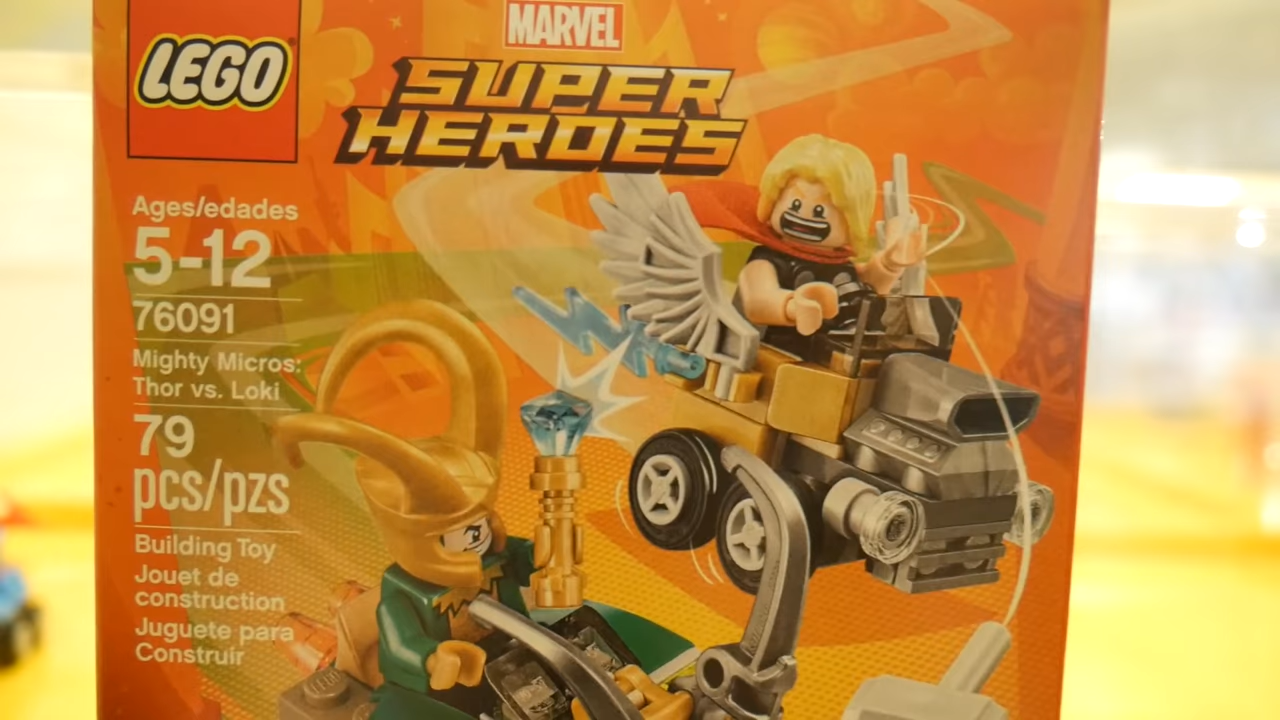 LEGO
MARVEL
SUPER
HEROES
Ages/edades
5-12
76091
Mighty Micros:
Thor vs. Loki
79
pcs/pzs
Building Toy
Jouet de
construction
Juguete para
Construir
LEGO